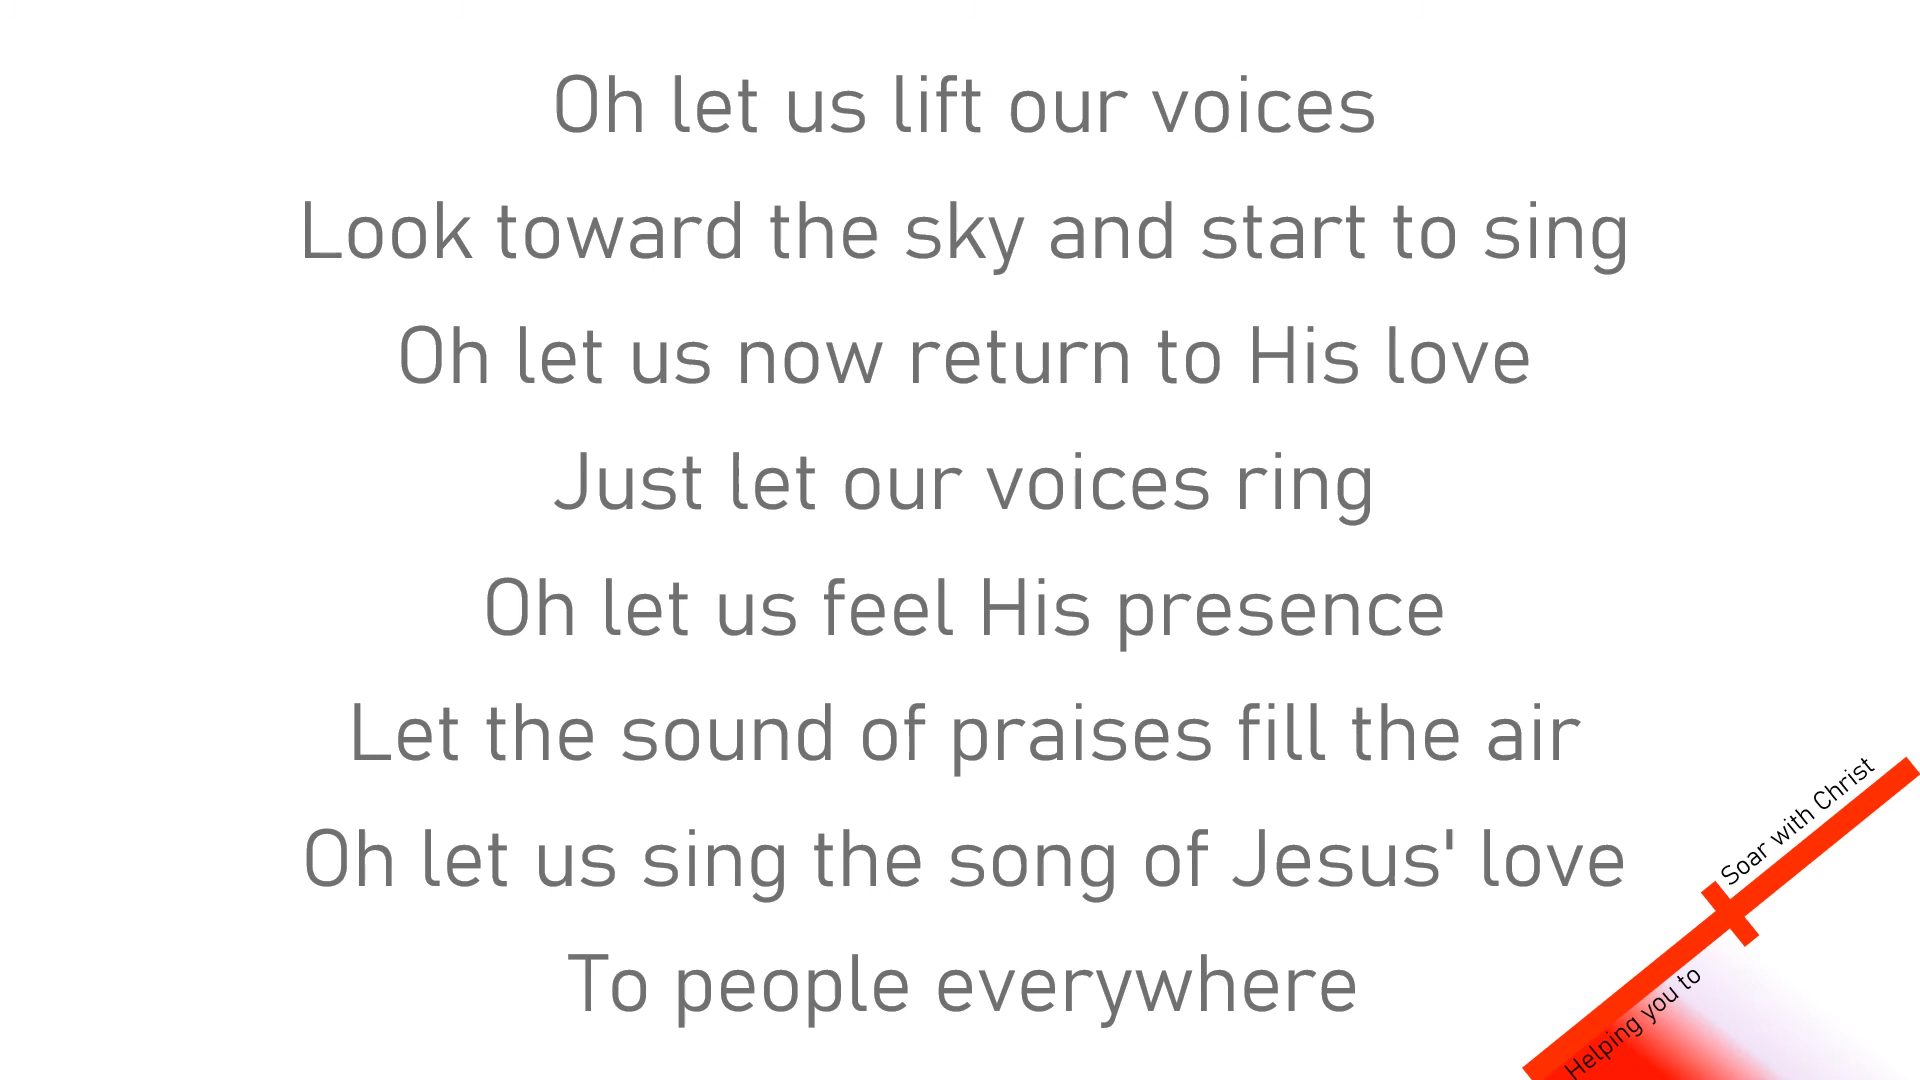 Oh let us lift our voices
Look toward the sky and start to sing
Oh let us now return to His love
Just let our voices ring
Oh let us feel His presence
Let the sound of praises fill the air
Oh let us sing the song of Jesus' love
To people everywhere
Helping you to
Soar with Christ